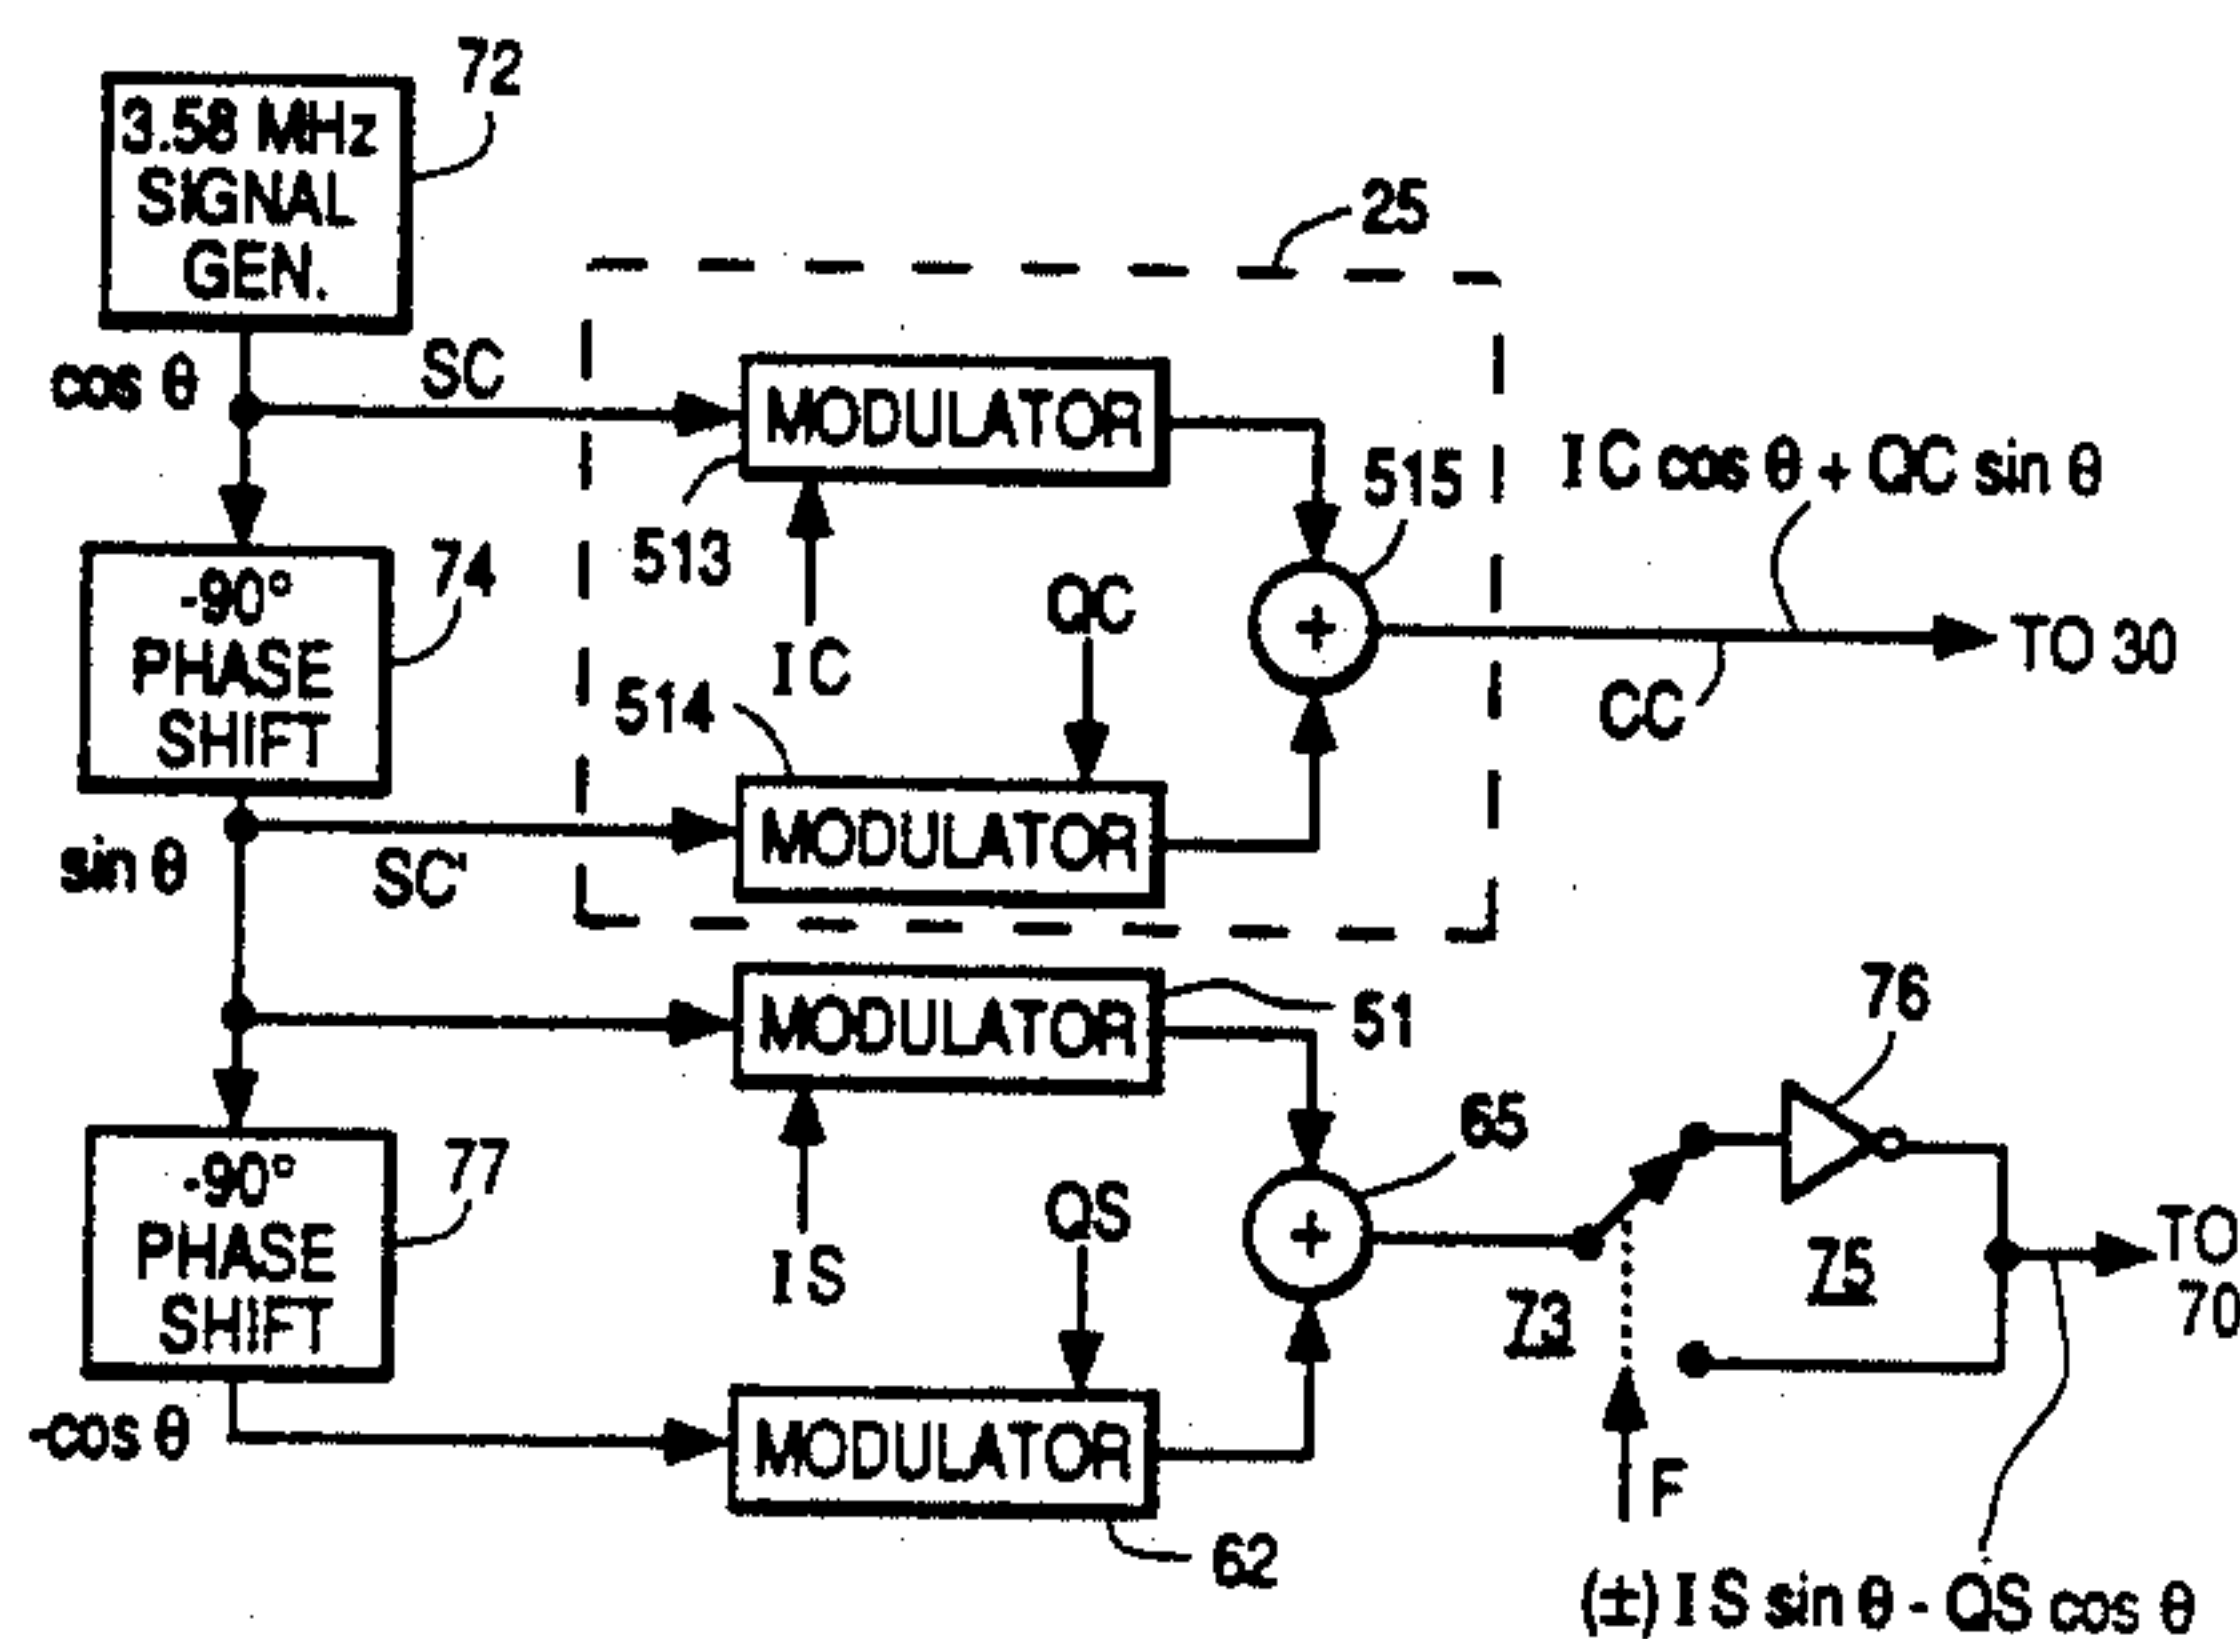 72
3.58 MHz
SIGNAL
GEN.
25
cos θ
SC
MODULATOR
513
IC
515
IC cos θ + QC sin θ
-90°
PHASE
SHIFT
74
QC
TO 30
CC
514
MODULATOR
sin θ
SC'
MODULATOR
51
76
-90°
PHASE
SHIFT
77
IS
QS
65
73
75
TO
70
-cos θ
MODULATOR
62
F
(±) IS sin θ - QS cos θ